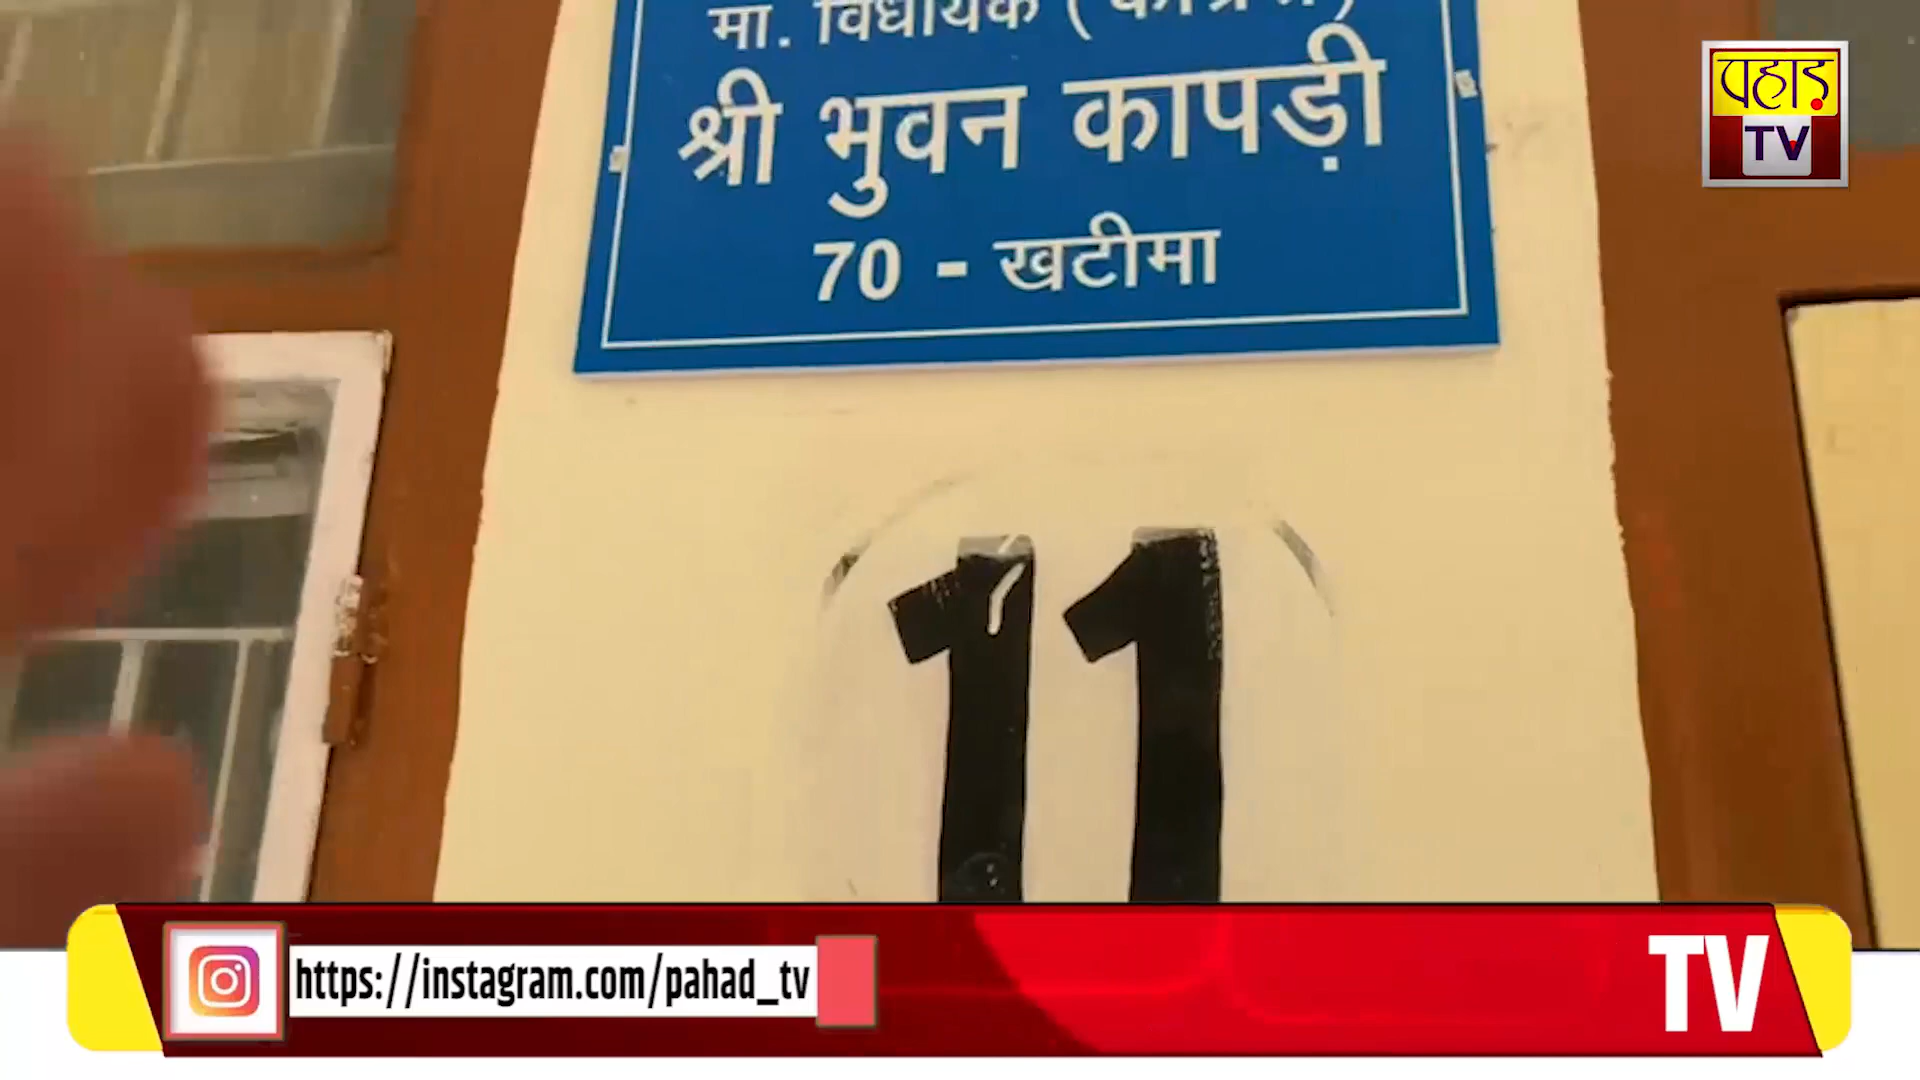 मा. विधायक (
श्री भुवन कापड़ी
70 - खटीमा
पहाड़
TV
11
https://instagram.com/pahad_tv
TV